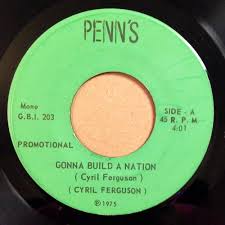 PENN'S
Mono
G.B.I. 203
SIDE - A
45 R.P.M
4:01
PROMOTIONAL
GONNA BUILD A NATION
( Cyril Ferguson )
( CYRIL FERGUSON )
℗ 1975